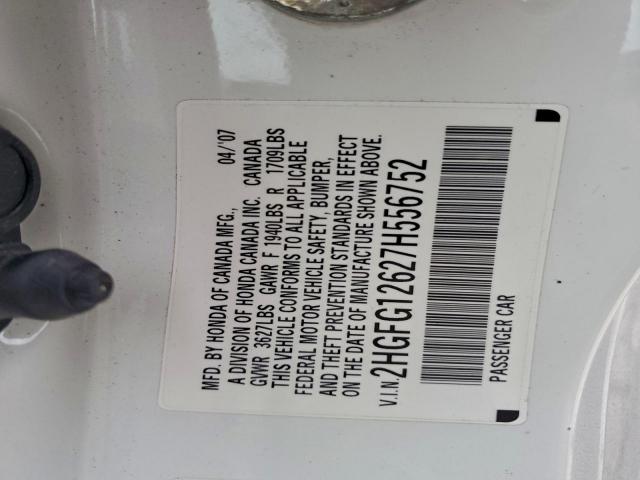 MFD. BY HONDA OF CANADA MFG., 04/'07
A DIVISION OF HONDA CANADA INC. CANADA
GVWR 3627LBS GAWR F 1940LBS R 1709LBS
THIS VEHICLE CONFORMS TO ALL APPLICABLE
FEDERAL MOTOR VEHICLE SAFETY, BUMPER,
AND THEFT PREVENTION STANDARDS IN EFFECT
ON THE DATE OF MANUFACTURE SHOWN ABOVE.
V.I.N. 2HGFG12627H556752
PASSENGER CAR